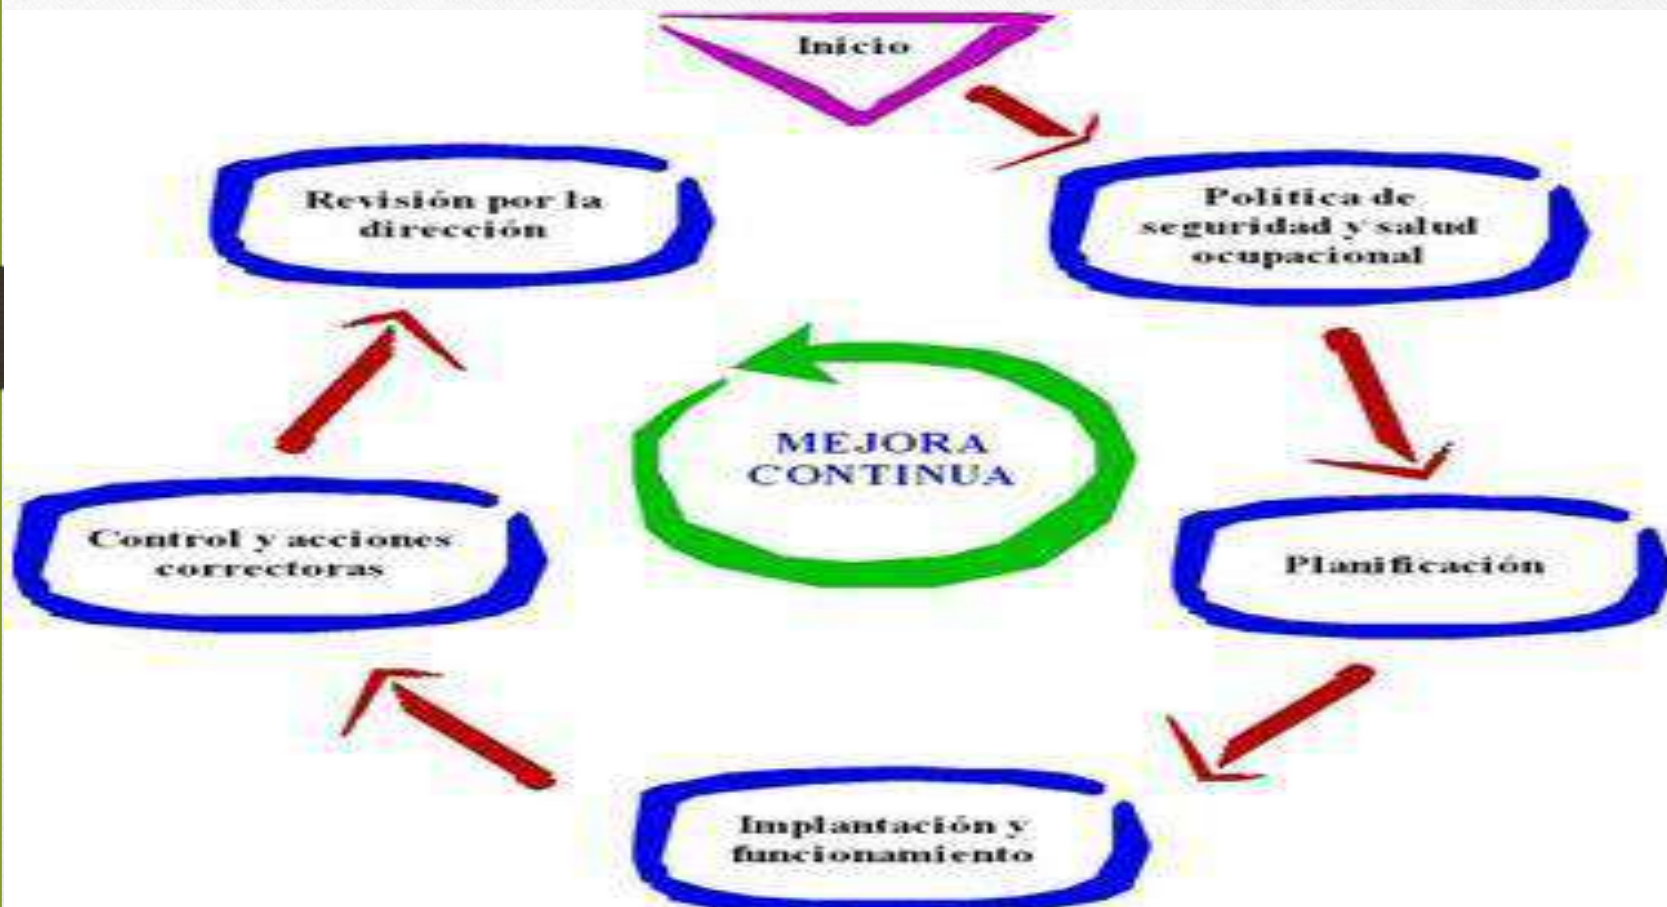 Inicio
Política de
seguridad y salud
ocupacional
Planificación
Implantación y
funcionamiento
Control y acciones
correctoras
Revisión por la
dirección
MEJORA
CONTINUA